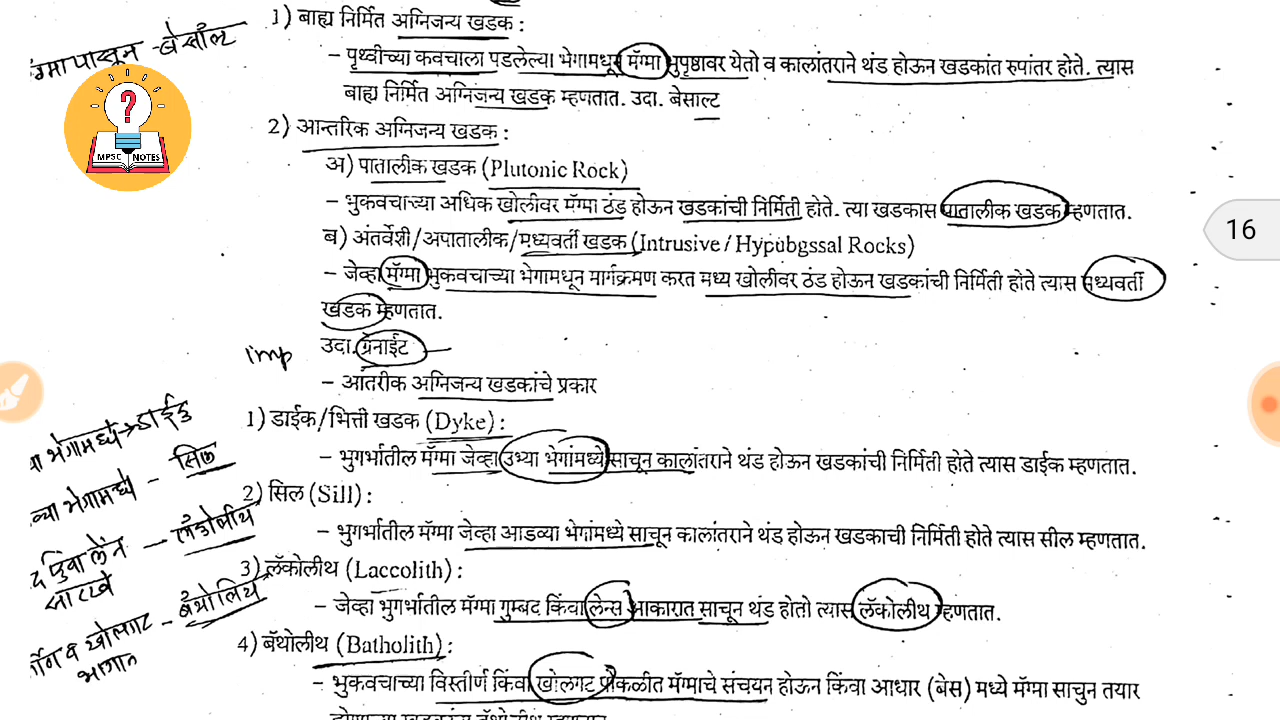 1) बाह्य निर्मित अग्निजन्य खडक :
मॅग्मापासून - बेसॉल्ट
– पृथ्वीच्या कवचाला पडलेल्या भेगामधून मॅग्मा भुपृष्ठावर येतो व कालांतराने थंड होऊन खडकांत रुपांतर होते. त्यास
बाह्य निर्मित अग्निजन्य खडक म्हणतात. उदा. बेसाल्ट
MPSC NOTES
2) आन्तरिक अग्निजन्य खडक :
अ) पातालीक खडक (Plutonic Rock)
– भुकवचाच्या अधिक खोलीवर मॅग्मा ठंड होऊन खडकांची निर्मिती होते. त्या खडकास पातालीक खडक म्हणतात.
16
ब) अंतर्वेशी/अपातालीक/मध्यवर्ती खडक (Intrusive / Hypubgssal Rocks)
– जेव्हा मॅग्मा भुकवचाच्या भेगामधून मार्गक्रमण करत मध्य खोलीवर ठंड होऊन खडकांची निर्मिती होते त्यास मध्यवर्ती
खडक म्हणतात.
imp
उदा. ग्रेनाईट
– आंतरीक अग्निजन्य खडकांचे प्रकार
1) डाईक/भित्ती खडक (Dyke) :
भेगामध्ये → डाईक
– भुगर्भातील मॅग्मा जेव्हा उभ्या भेगांमध्ये साचून कालांतराने थंड होऊन खडकांची निर्मिती होते त्यास डाईक म्हणतात.
भेगामध्ये - सिल
2) सिल (Sill) :
– भुगर्भातील मॅग्मा जेव्हा आडव्या भेगांमध्ये साचून कालांतराने थंड होऊन खडकाची निर्मिती होते त्यास सील म्हणतात.
किंवा लेन्स — लॅकोलीथ
सारखे
3) लॅकोलीथ (Laccolith) :
– जेव्हा भुगर्भातील मॅग्मा गुम्बद किंवा लेन्स आकारात साचून थंड होतो त्यास लॅकोलीथ म्हणतात.
व खोलगट - बॅथोलिथ
भागात
4) बॅथोलीथ (Batholith) :
– भुकवचाच्या विस्तीर्ण किंवा खोलगट पोकळीत मॅग्माचे संचयन होऊन किंवा आधार (बेस) मध्ये मॅग्मा साचुन तयार